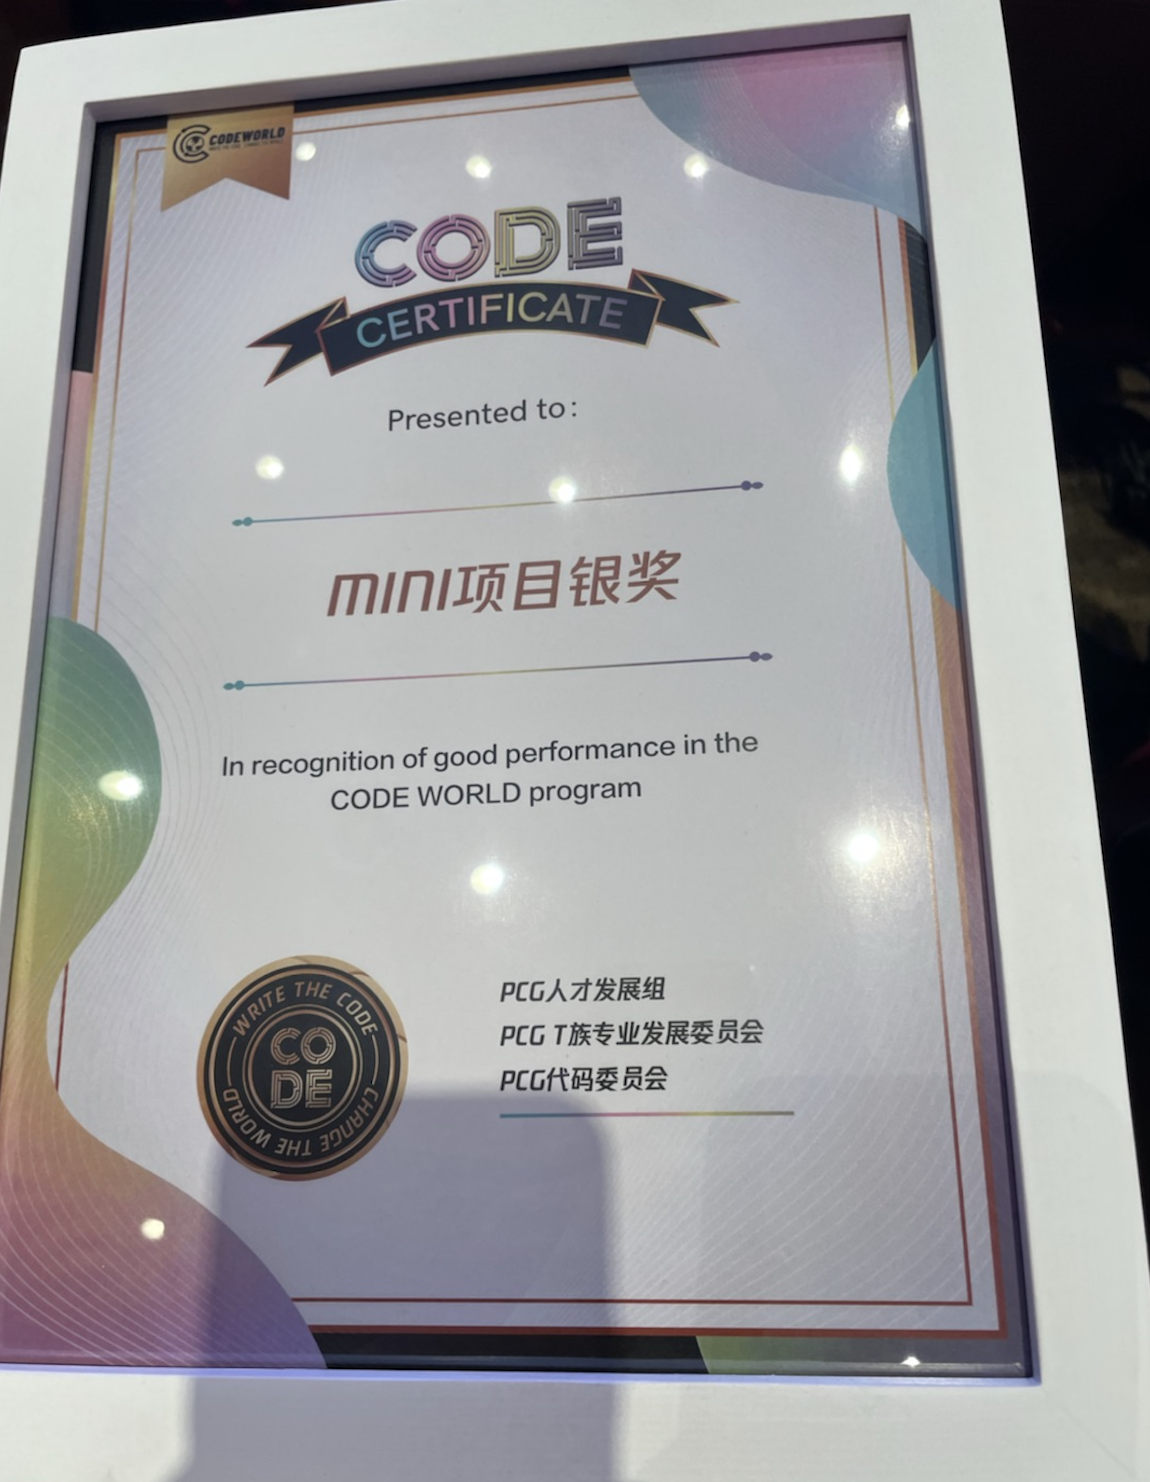 CODEWORLD
CODE
CERTIFICATE
Presented to:
MINI项目银奖
In recognition of good performance in the
CODE WORLD program
WRITE THE CODE
CO
DE
CHANGE THE WORLD
PCG人才发展组
PCG T族专业发展委员会
PCG代码委员会